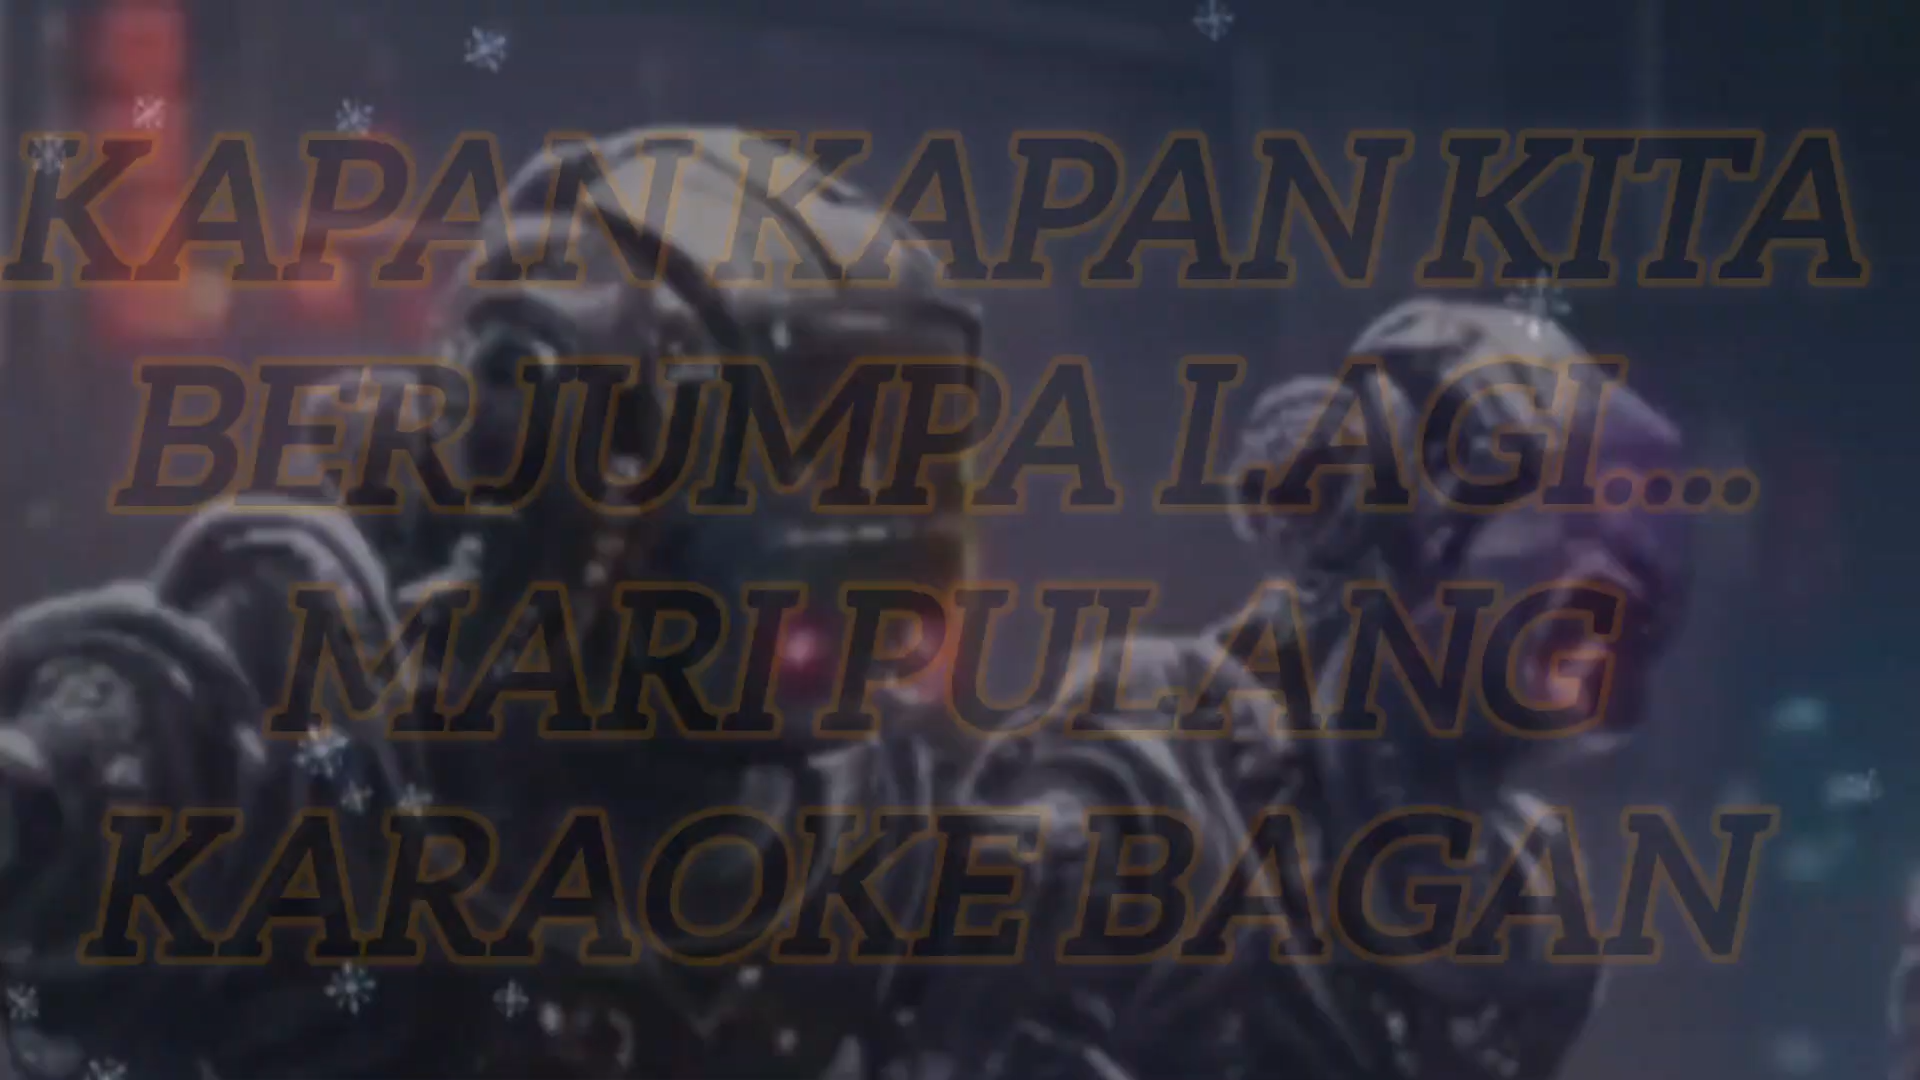 KAPAN KAPAN KITA
BERJUMPA LAGI....
MARI PULANG
KARAOKE BAGAN